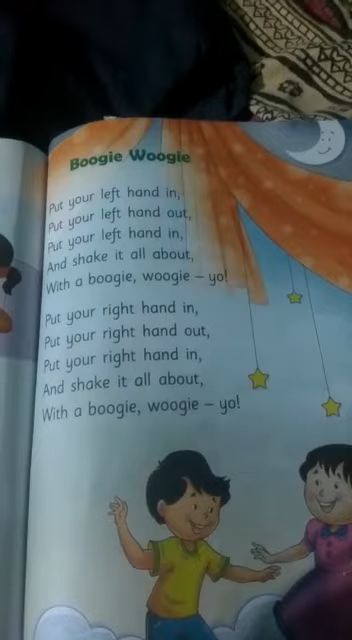 Boogie Woogie
Put your left hand in,
Put your left hand out,
Put your left hand in,
And shake it all about,
With a boogie, woogie – yo!
Put your right hand in,
Put your right hand out,
Put your right hand in,
And shake it all about,
With a boogie, woogie – yo!